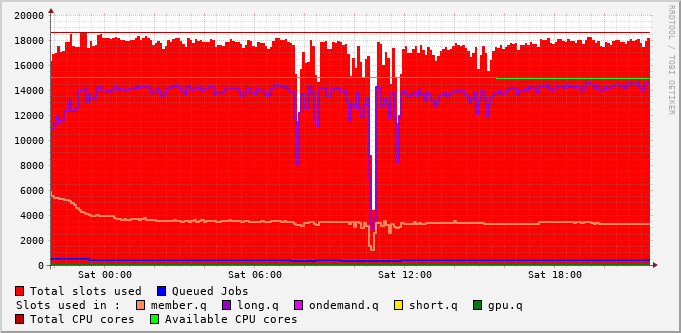 20000
18000
16000
14000
12000
10000
8000
6000
4000
2000
0
Sat 00:00 Sat 06:00 Sat 12:00 Sat 18:00
RRDTOOL / TOBI OETIKER
Total slots used Queued Jobs
Slots used in : member.q long.q ondemand.q short.q gpu.q
Total CPU cores Available CPU cores